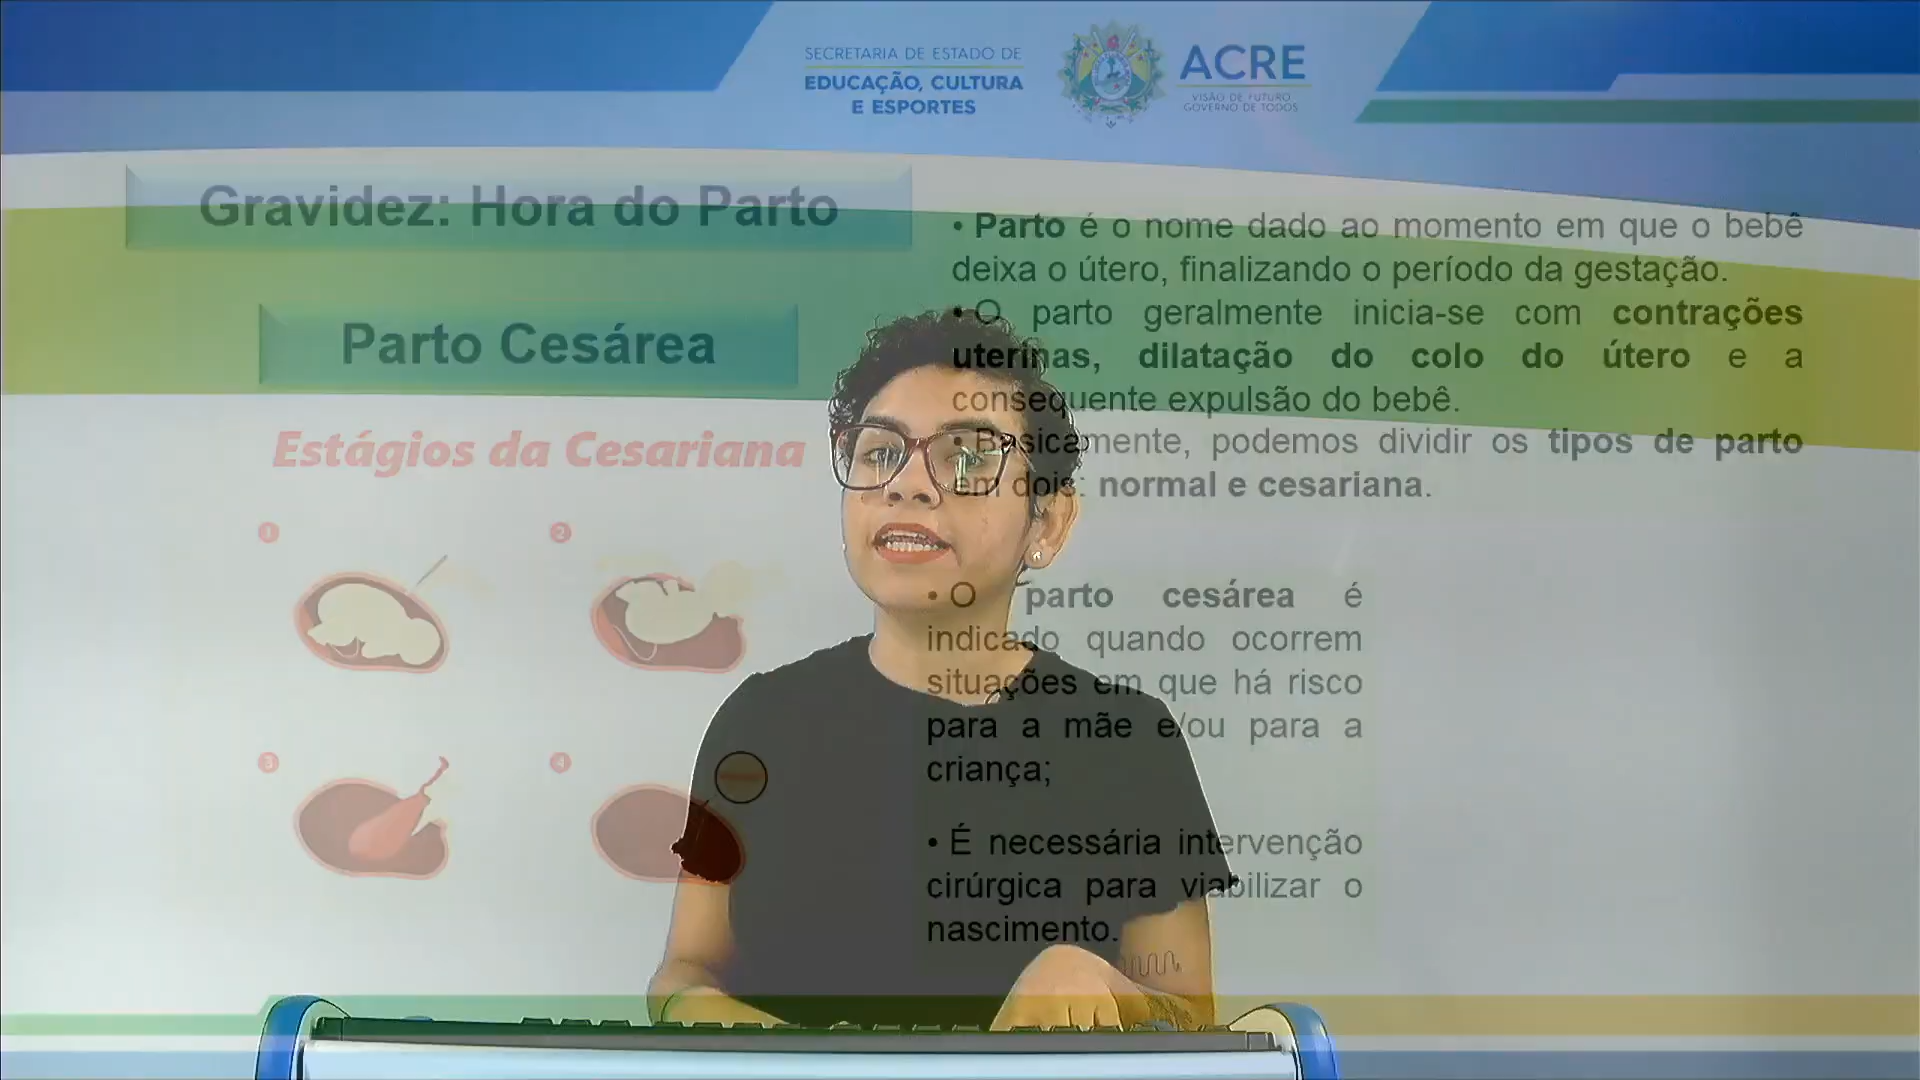 SECRETARIA DE ESTADO DE
EDUCAÇÃO, CULTURA
E ESPORTES
ACRE
VISÃO DE FUTURO
GOVERNO DE TODOS
Gravidez: Hora do Parto
Parto Cesárea
Estágios da Cesariana
1
2
3
4
• Parto é o nome dado ao momento em que o bebê
deixa o útero, finalizando o período da gestação.
• O parto geralmente inicia-se com contrações
uterinas, dilatação do colo do útero e a
consequente expulsão do bebê.
• Basicamente, podemos dividir os tipos de parto
em dois: normal e cesariana.
• O parto cesárea é
indicado quando ocorrem
situações em que há risco
para a mãe e/ou para a
criança;
• É necessária intervenção
cirúrgica para viabilizar o
nascimento.